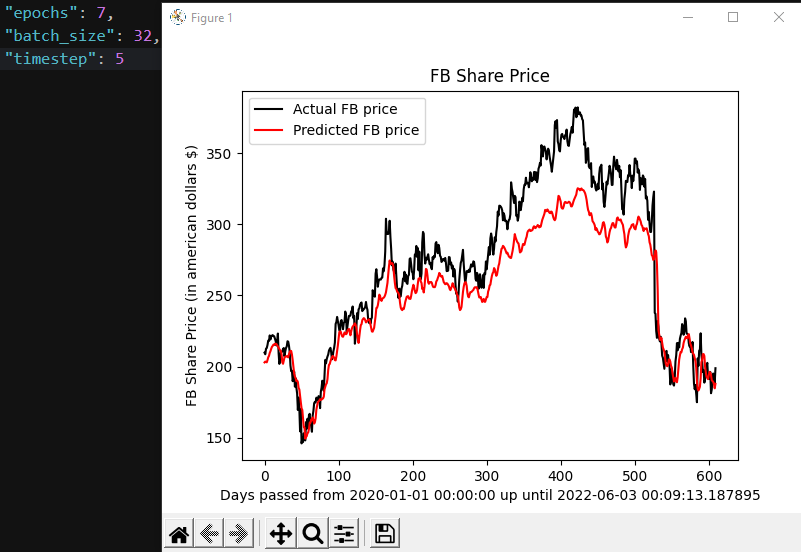 "epochs": 7,
"batch_size": 32,
"timestep": 5
Figure 1
FB Share Price
Actual FB price
Predicted FB price
FB Share Price (in american dollars $)
350
300
250
200
150
0 100 200 300 400 500 600
Days passed from 2020-01-01 00:00:00 up until 2022-06-03 00:09:13.187895